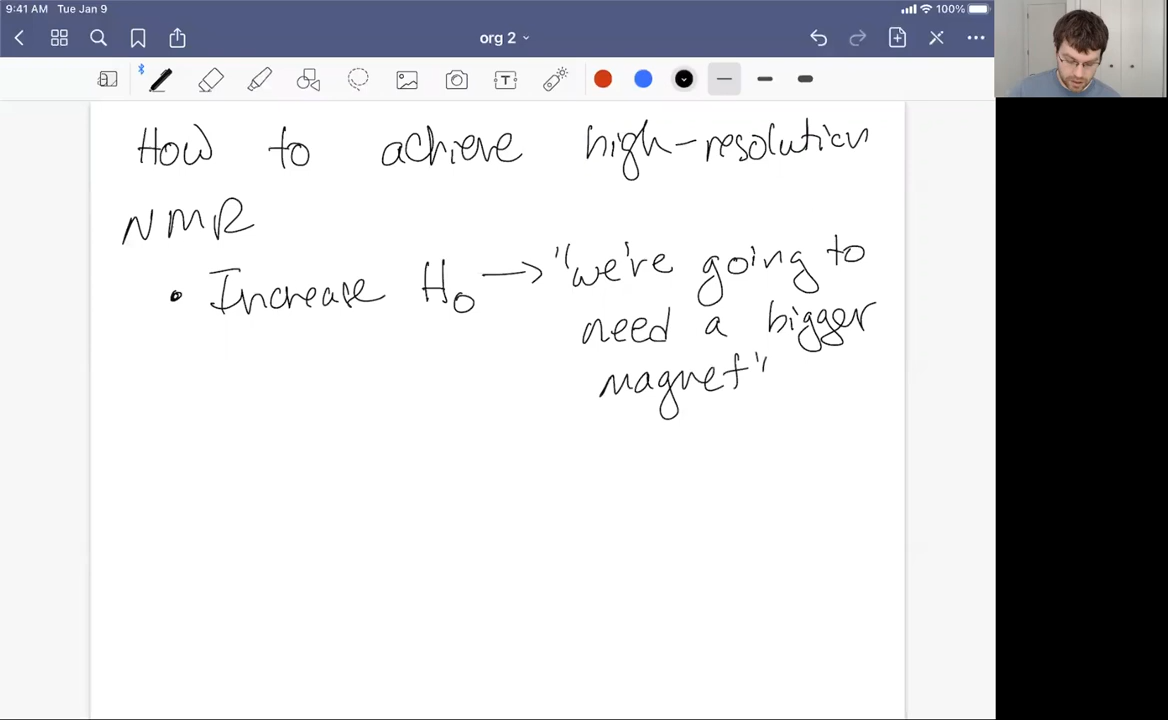 9:41 AM Tue Jan 9
100%
org 2
How to achieve high-resolution
NMR
• Increase H₀ → "we're going to
need a bigger
magnet"